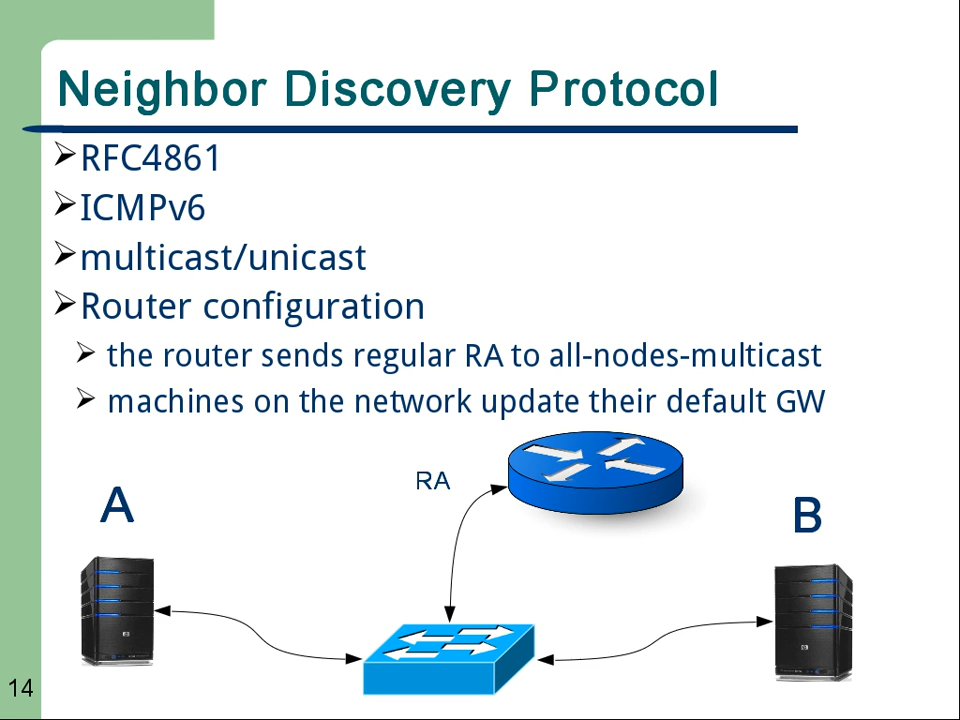 Neighbor Discovery Protocol
RFC4861
ICMPv6
multicast/unicast
Router configuration
the router sends regular RA to all-nodes-multicast
machines on the network update their default GW
RA
A
B
14